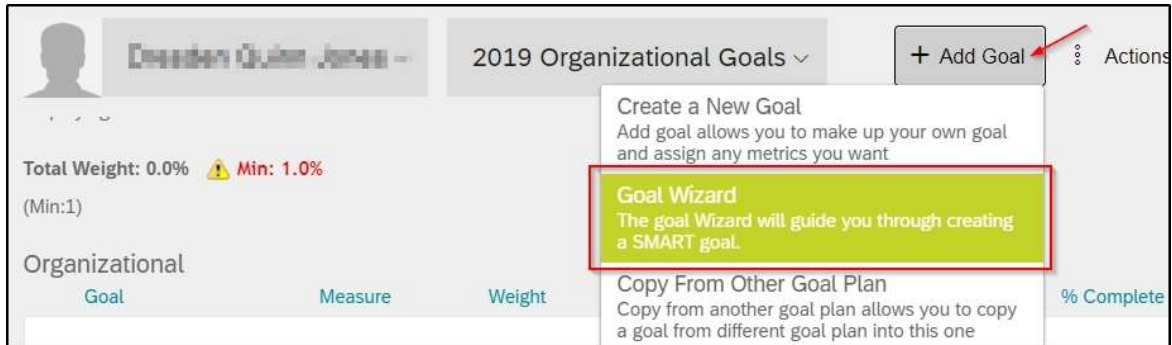 2019 Organizational Goals
+ Add Goal
Actions
Create a New Goal
Add goal allows you to make up your own goal
and assign any metrics you want
Total Weight: 0.0% Min: 1.0%
(Min:1)
Goal Wizard
The goal Wizard will guide you through creating
a SMART goal.
Organizational
Goal Measure Weight % Complete
Copy From Other Goal Plan
Copy from another goal plan allows you to copy
a goal from different goal plan into this one